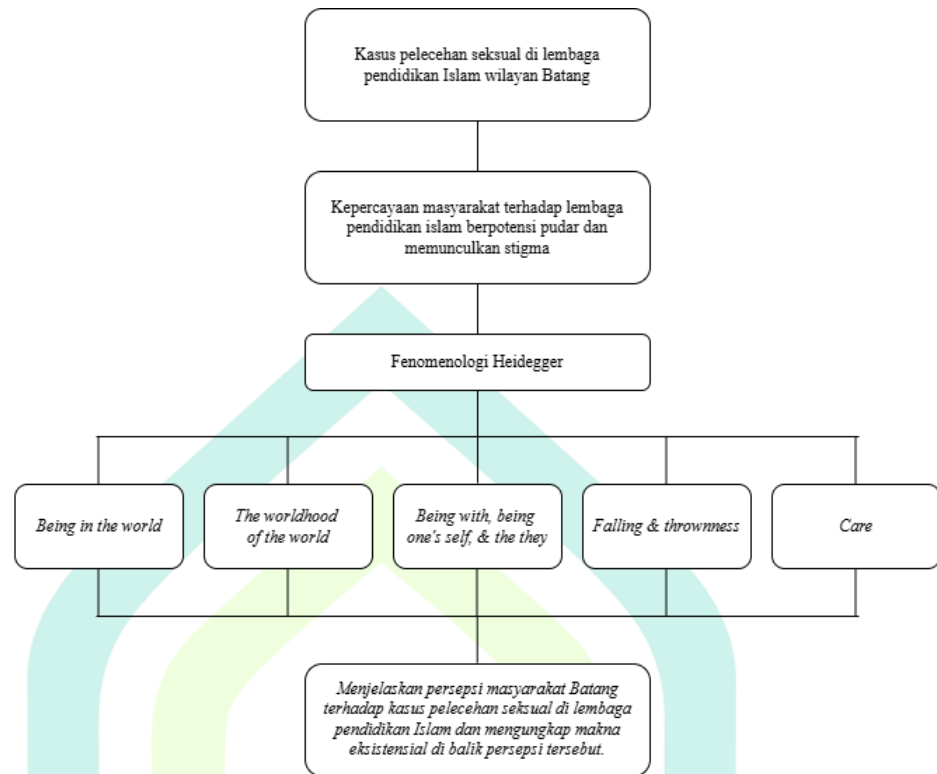 Kasus pelecehan seksual di lembaga
pendidikan Islam wilayan Batang
Kepercayaan masyarakat terhadap lembaga
pendidikan islam berpotensi pudar dan
memunculkan stigma
Fenomenologi Heidegger
Being in the world
The worldhood
of the world
Being with, being
one's self, & the they
Falling & thrownness
Care
Menjelaskan persepsi masyarakat Batang
terhadap kasus pelecehan seksual di lembaga
pendidikan Islam dan mengungkap makna
eksistensial di balik persepsi tersebut.